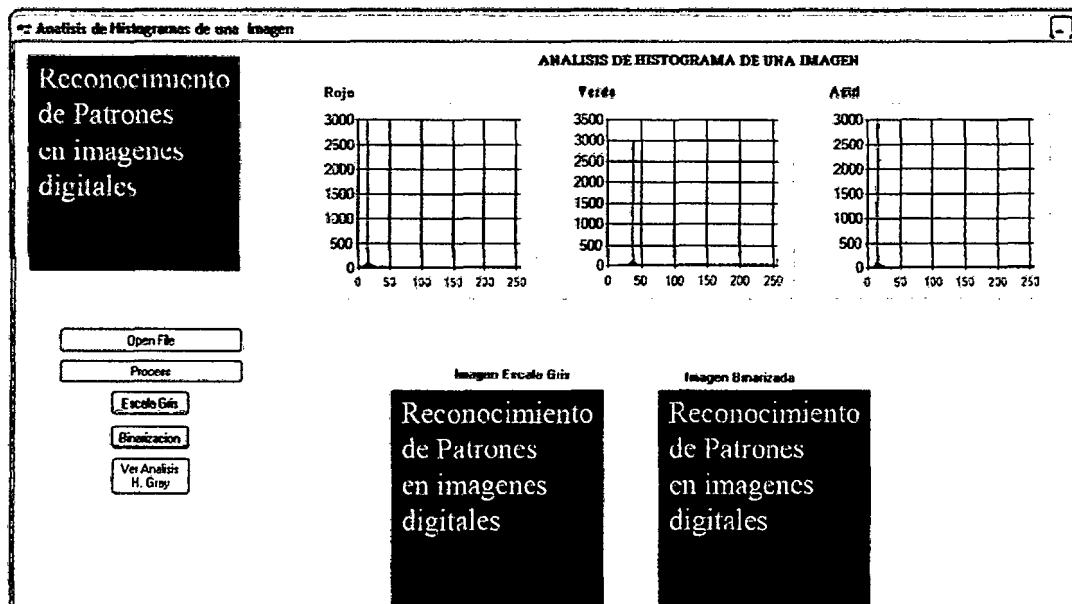 Analisis de Histogramas de una Imagen
Reconocimiento
de Patrones
en imagenes
digitales
ANALISIS DE HISTOGRAMA DE UNA IMAGEN
Rojo
3000
2500
2000
1500
1000
500
0
0 50 100 150 200 250
Verde
3500
3000
2500
2000
1500
1000
500
0
0 50 100 150 200 250
Azul
3000
2500
2000
1500
1000
500
0
0 50 100 150 200 250
Open File
Process
Escala Gris
Binarizacion
Ver Analisis
H. Gray
Imagen Escala Gris
Reconocimiento
de Patrones
en imagenes
digitales
Imagen Binarizada
Reconocimiento
de Patrones
en imagenes
digitales